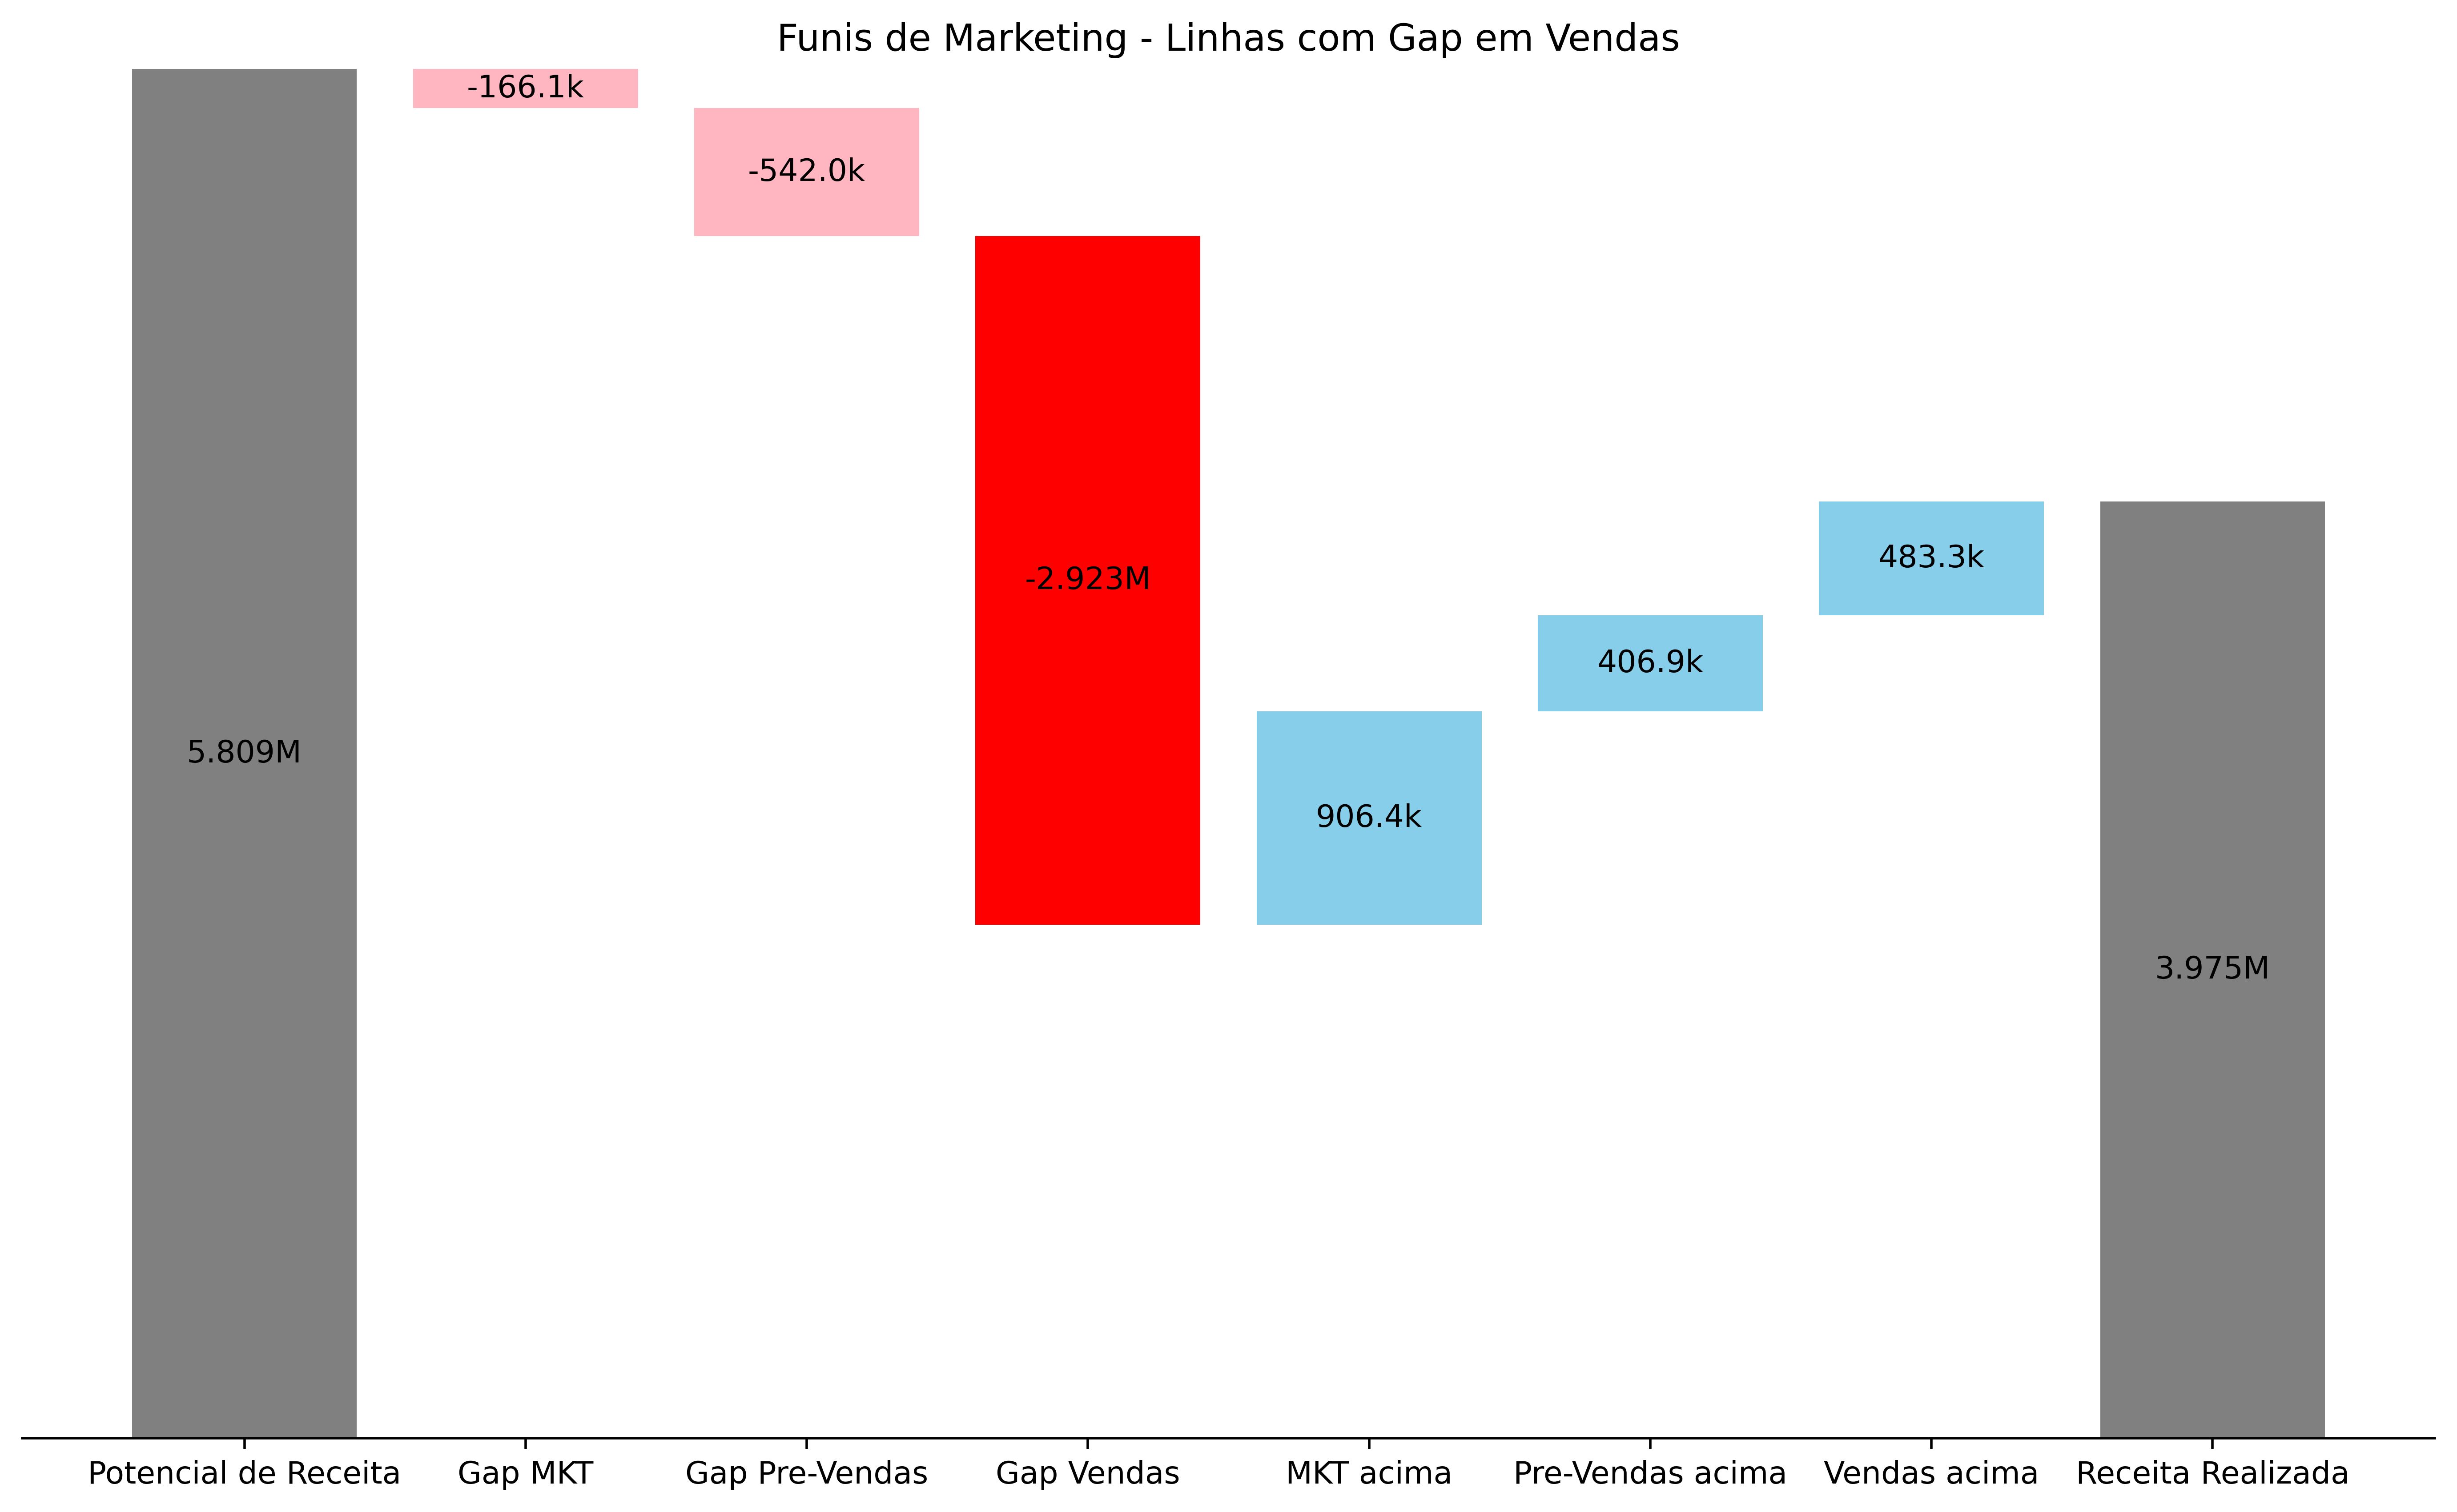 Funis de Marketing - Linhas com Gap em Vendas
-166.1k
-542.0k
-2.923M
483.3k
406.9k
5.809M
906.4k
3.975M
Potencial de Receita
Gap MKT
Gap Pre-Vendas
Gap Vendas
MKT acima
Pre-Vendas acima
Vendas acima
Receita Realizada